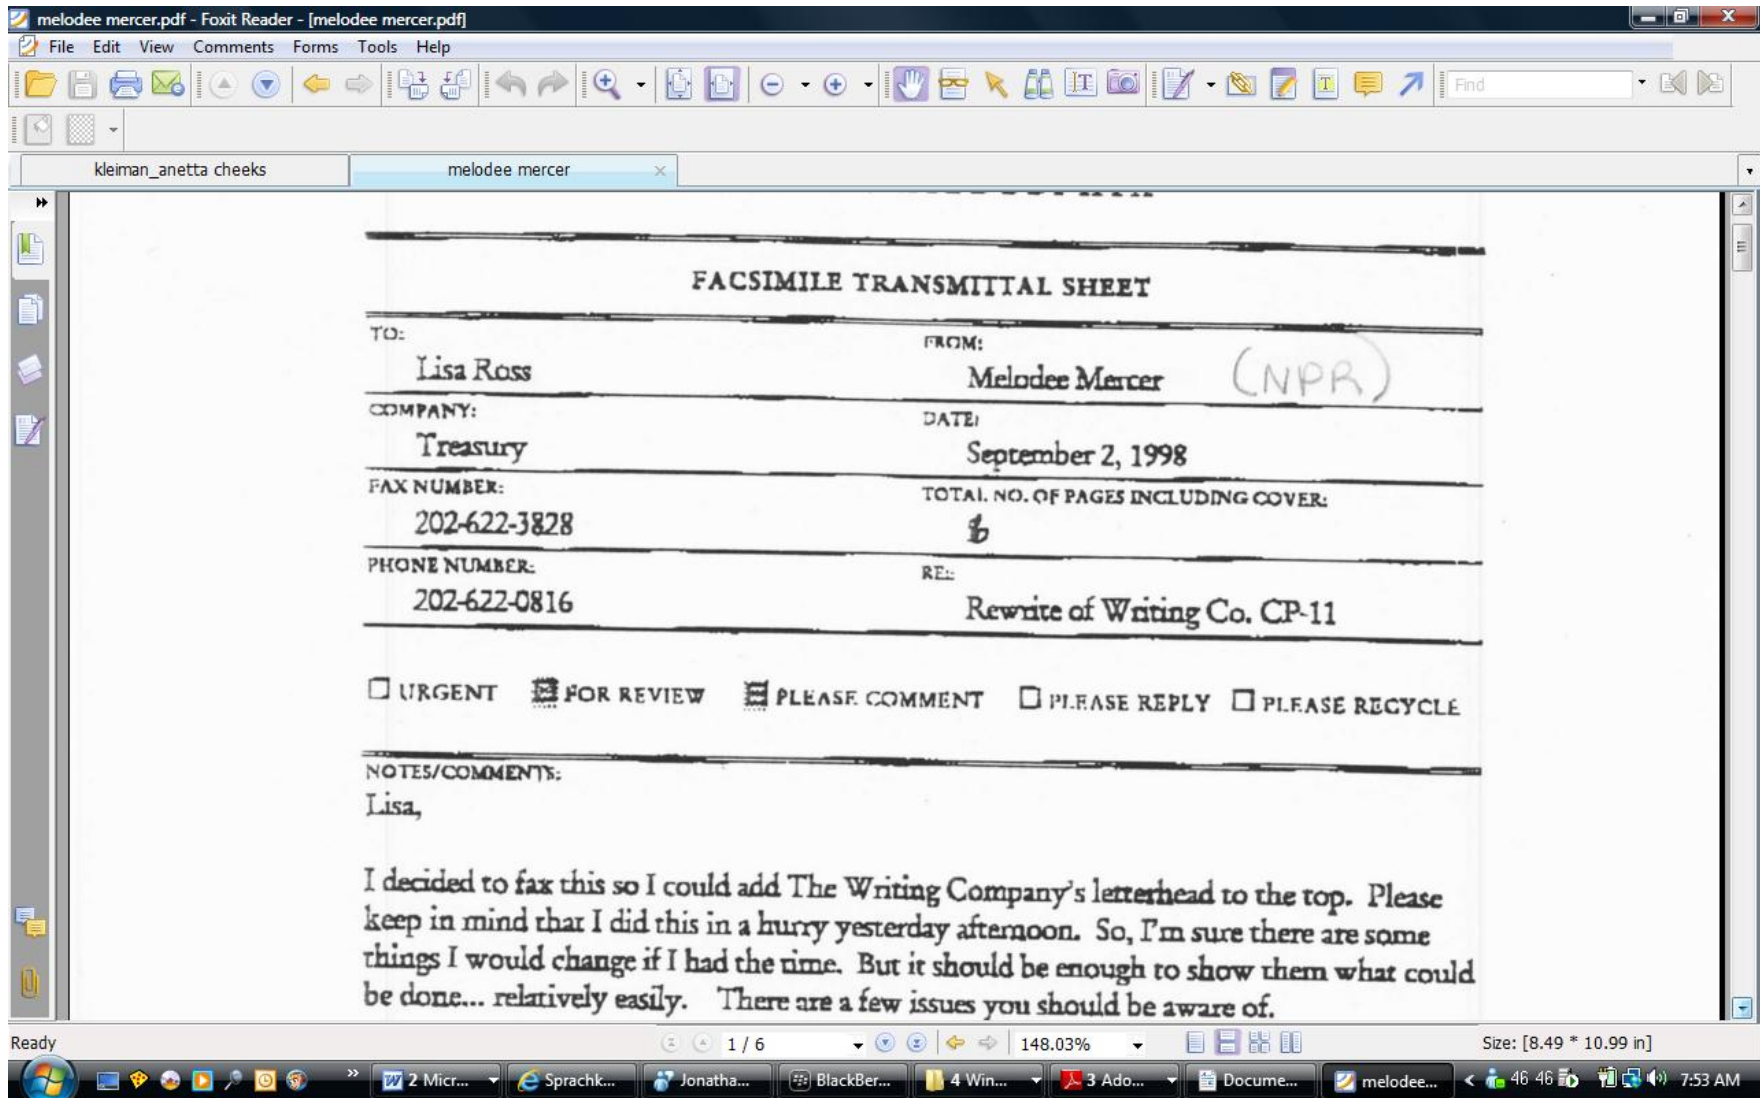 melodee mercer.pdf - Foxit Reader - [melodee mercer.pdf]
File Edit View Comments Forms Tools Help
Find
kleiman_anetta cheeks melodee mercer
FACSIMILE TRANSMITTAL SHEET
TO: FROM:
Lisa Ross Melodee Mercer (NPR)
COMPANY: DATE:
Treasury September 2, 1998
FAX NUMBER: TOTAL NO. OF PAGES INCLUDING COVER:
202-622-3828
PHONE NUMBER: RE:
202-622-0816 Rewrite of Writing Co. CP-11
URGENT FOR REVIEW PLEASE COMMENT PLEASE REPLY PLEASE RECYCLE
NOTES/COMMENTS:
Lisa,
I decided to fax this so I could add The Writing Company's letterhead to the top. Please
keep in mind that I did this in a hurry yesterday afternoon. So, I'm sure there are some
things I would change if I had the time. But it should be enough to show them what could
be done... relatively easily. There are a few issues you should be aware of.
Ready 1 / 6 148.03% Size: [8.49 * 10.99 in]
2 Micr... Sprachk... Jonatha... BlackBer... 4 Win... 3 Ado... Docume... melodee... 46 46 7:53 AM